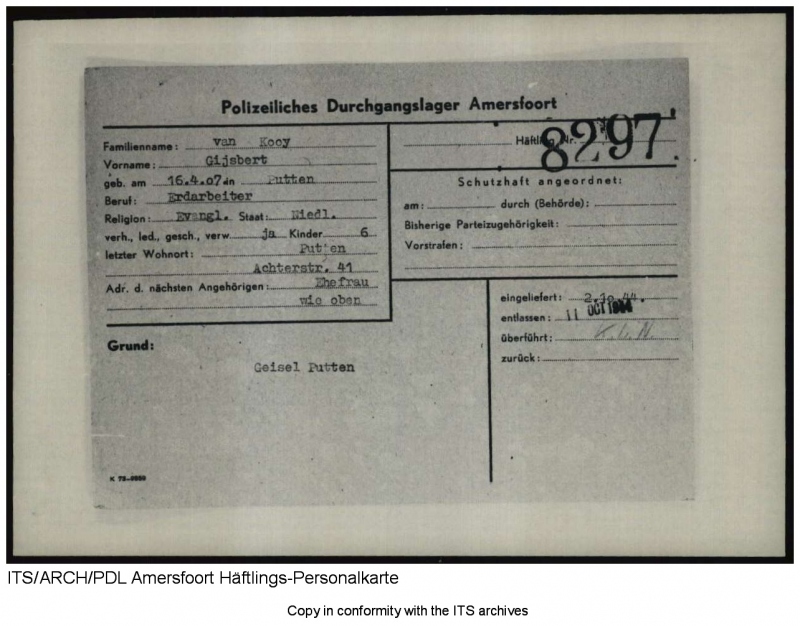 Polizeiliches Durchgangslager Amersfoort
Familienname: van Kooy
Vorname: Gijsbert
geb. am 16.4.07 in Putten
Beruf: Erdarbeiter
Religion: Evangl. Staat: Niedl.
verh., led., gesch., verw. ja Kinder 6
letzter Wohnort: Putten
Achterstr. 41
Adr. d. nächsten Angehörigen: Ehefrau
wie oben
Häftling Nr. 8297.
Schutzhaft angeordnet:
am: durch (Behörde):
Bisherige Parteizugehörigkeit:
Vorstrafen:
eingeliefert: 2.10.44.
entlassen: 11 OCT 1944
überführt:
zurück:
Grund:
Geisel Putten
ITS/ARCH/PDL Amersfoort Häftlings-Personalkarte
Copy in conformity with the ITS archives